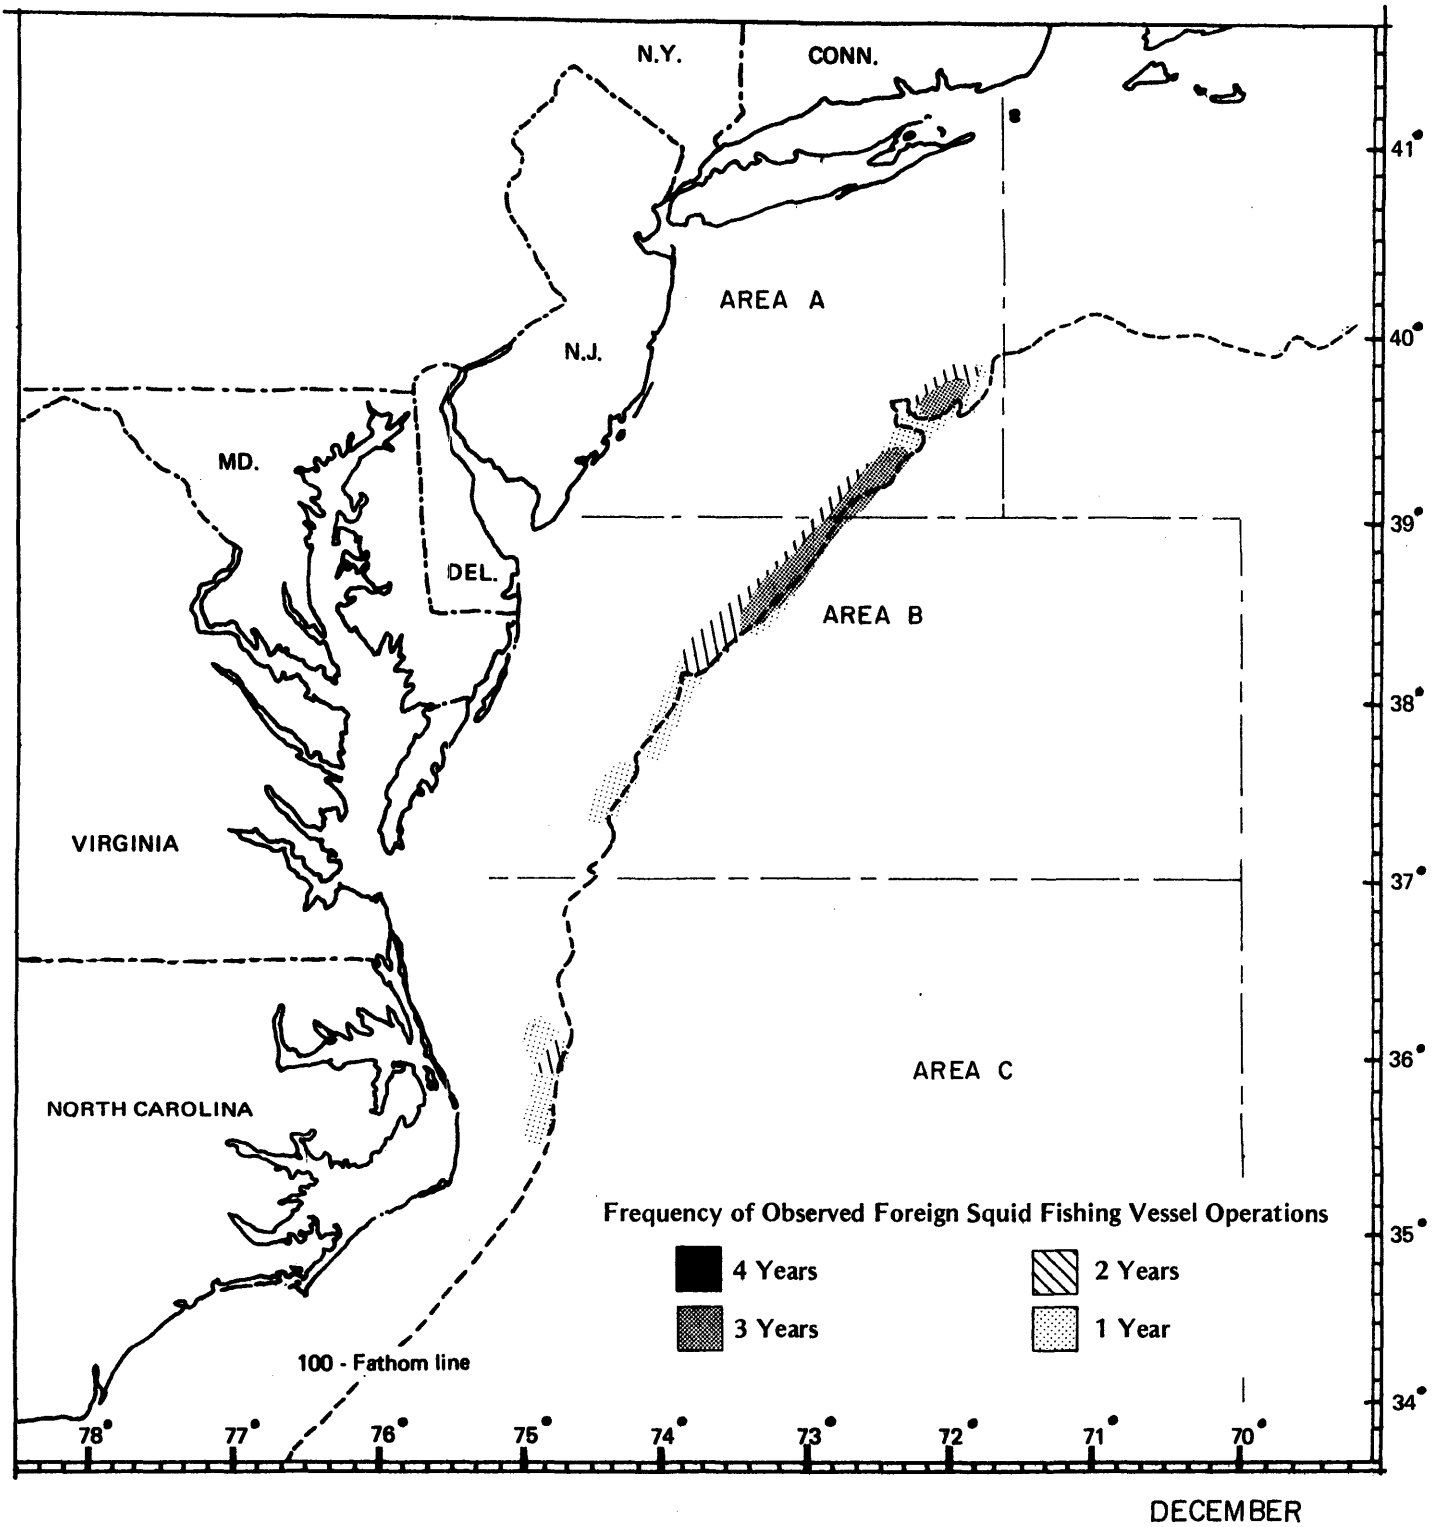 N.Y. CONN.
41°
AREA A
40°
N.J.
MD.
39°
DEL.
AREA B
38°
VIRGINIA
37°
36°
AREA C
NORTH CAROLINA
Frequency of Observed Foreign Squid Fishing Vessel Operations
35°
4 Years 2 Years
3 Years 1 Year
100 - Fathom line
34°
78° 77° 76° 75° 74° 73° 72° 71° 70°
DECEMBER